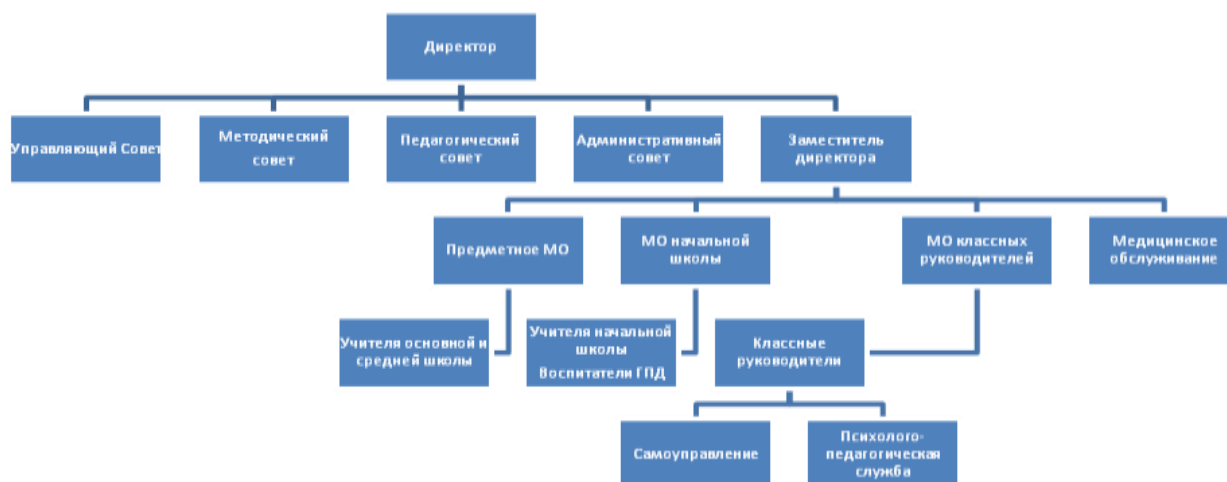 Директор
Управляющий Совет
Методический
совет
Педагогический
совет
Административный
совет
Заместитель
директора
Предметное МО
МО начальной
школы
МО классных
руководителей
Медицинское
обслуживание
Учителя основной и
средней школы
Учителя начальной
школы
Воспитатели ГПД
Классные
руководители
Самоуправление
Психолого-
педагогическая
служба